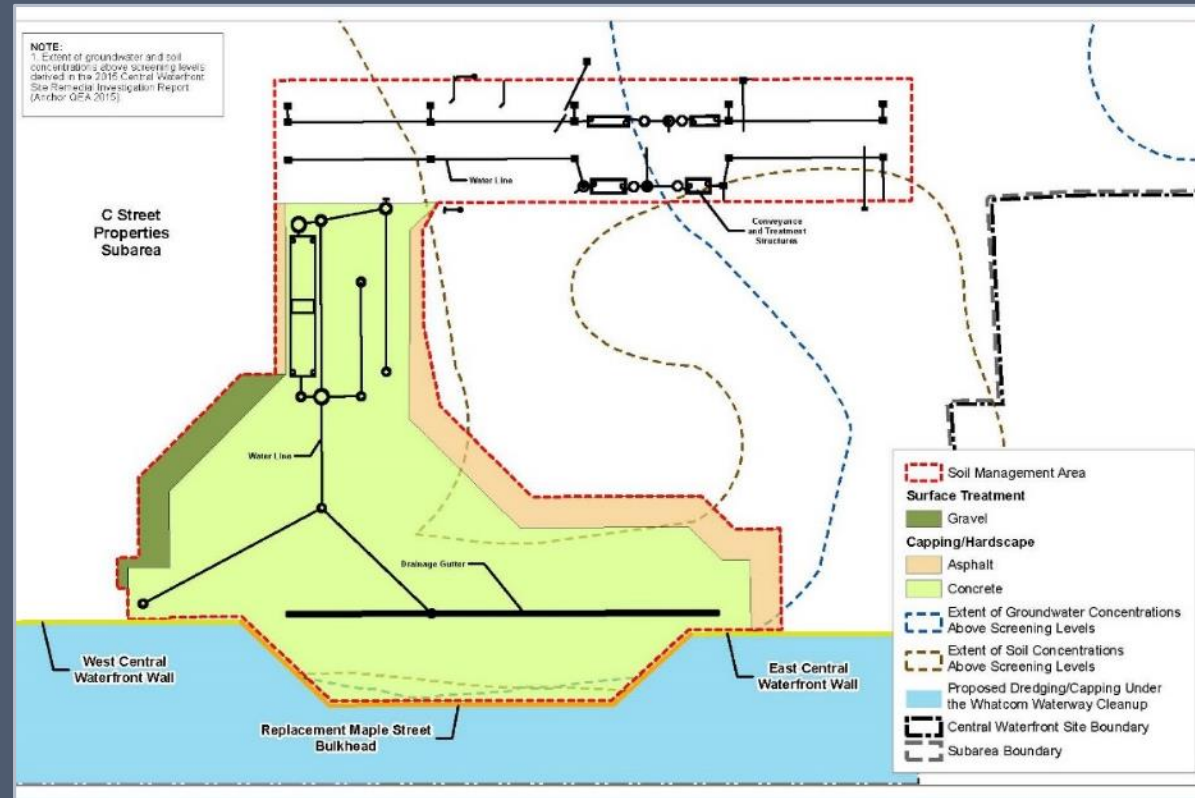 NOTE:
1. Extent of groundwater and soil
concentrations above screening levels
derived in the 2015 Central Waterfront
Site Remedial Investigation Report
(Anchor QEA 2015).
C Street
Properties
Subarea
Water Line
Conveyance
and Treatment
Structures
Water Line
Drainage Gutter
West Central
Waterfront Wall
East Central
Waterfront Wall
Replacement Maple Street
Bulkhead
Soil Management Area
Surface Treatment
Gravel
Capping/Hardscape
Asphalt
Concrete
Extent of Groundwater Concentrations
Above Screening Levels
Extent of Soil Concentrations
Above Screening Levels
Proposed Dredging/Capping Under
the Whatcom Waterway Cleanup
Central Waterfront Site Boundary
Subarea Boundary